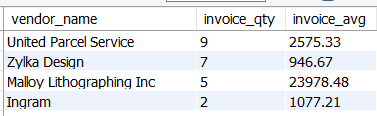 vendor_name invoice_qty invoice_avg
United Parcel Service 9 2575.33
Zylka Design 7 946.67
Malloy Lithographing Inc 5 23978.48
Ingram 2 1077.21